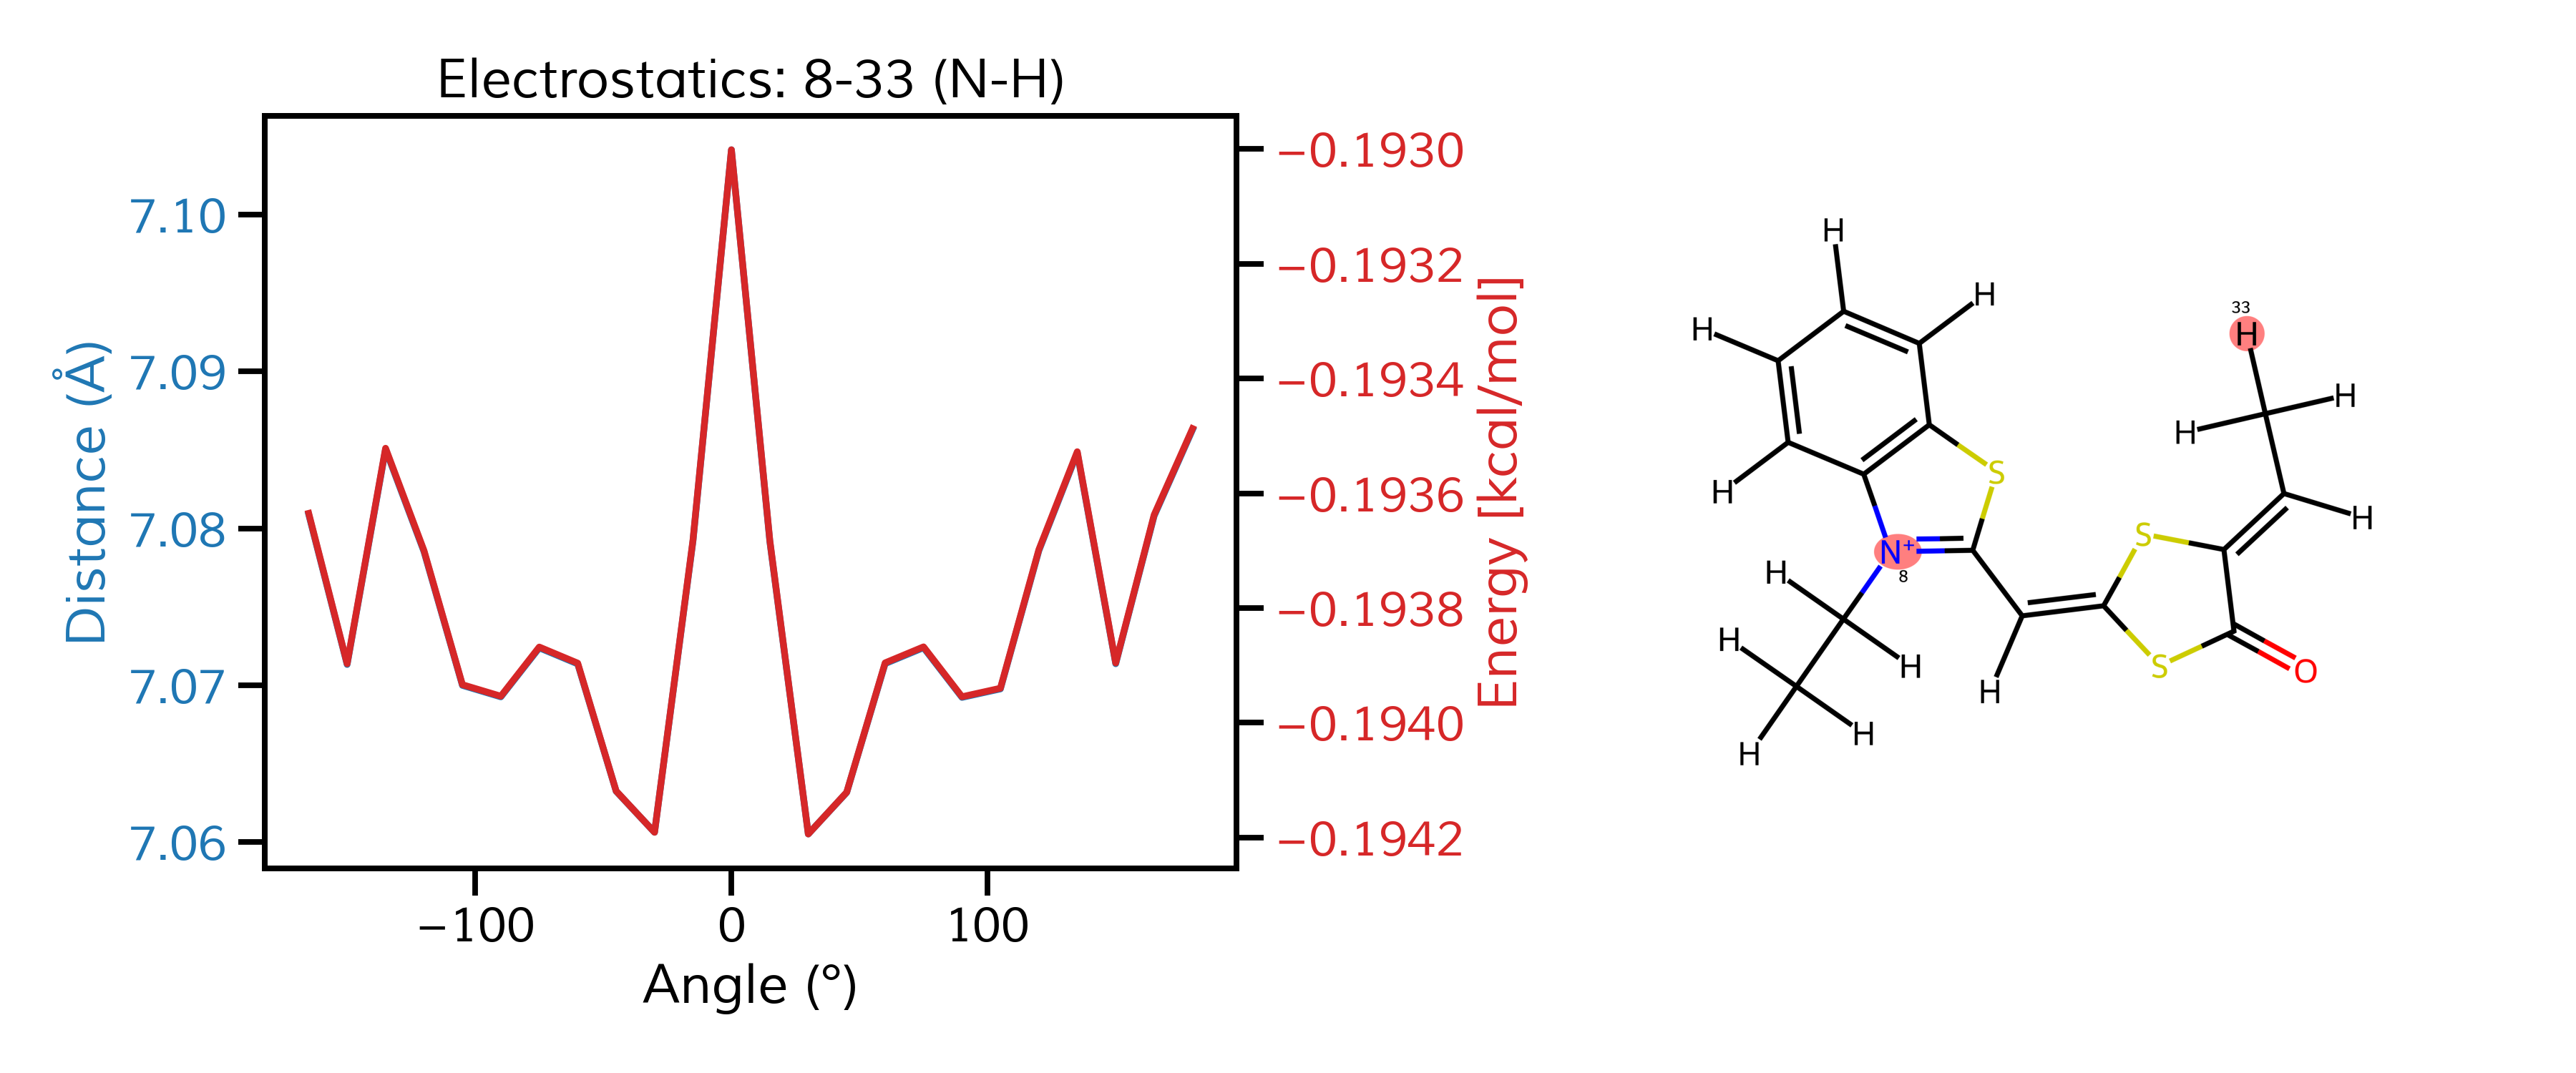 Electrostatics: 8-33 (N-H)
Distance (Å)
7.10
7.09
7.08
7.07
7.06
−0.1930
−0.1932
−0.1934
−0.1936
−0.1938
−0.1940
−0.1942
Energy [kcal/mol]
−100
0
100
Angle (°)
H
H
33
H
H
H
H
H
S
H
H
S
N+
8
H
H
H
H
S
O
H
H
H